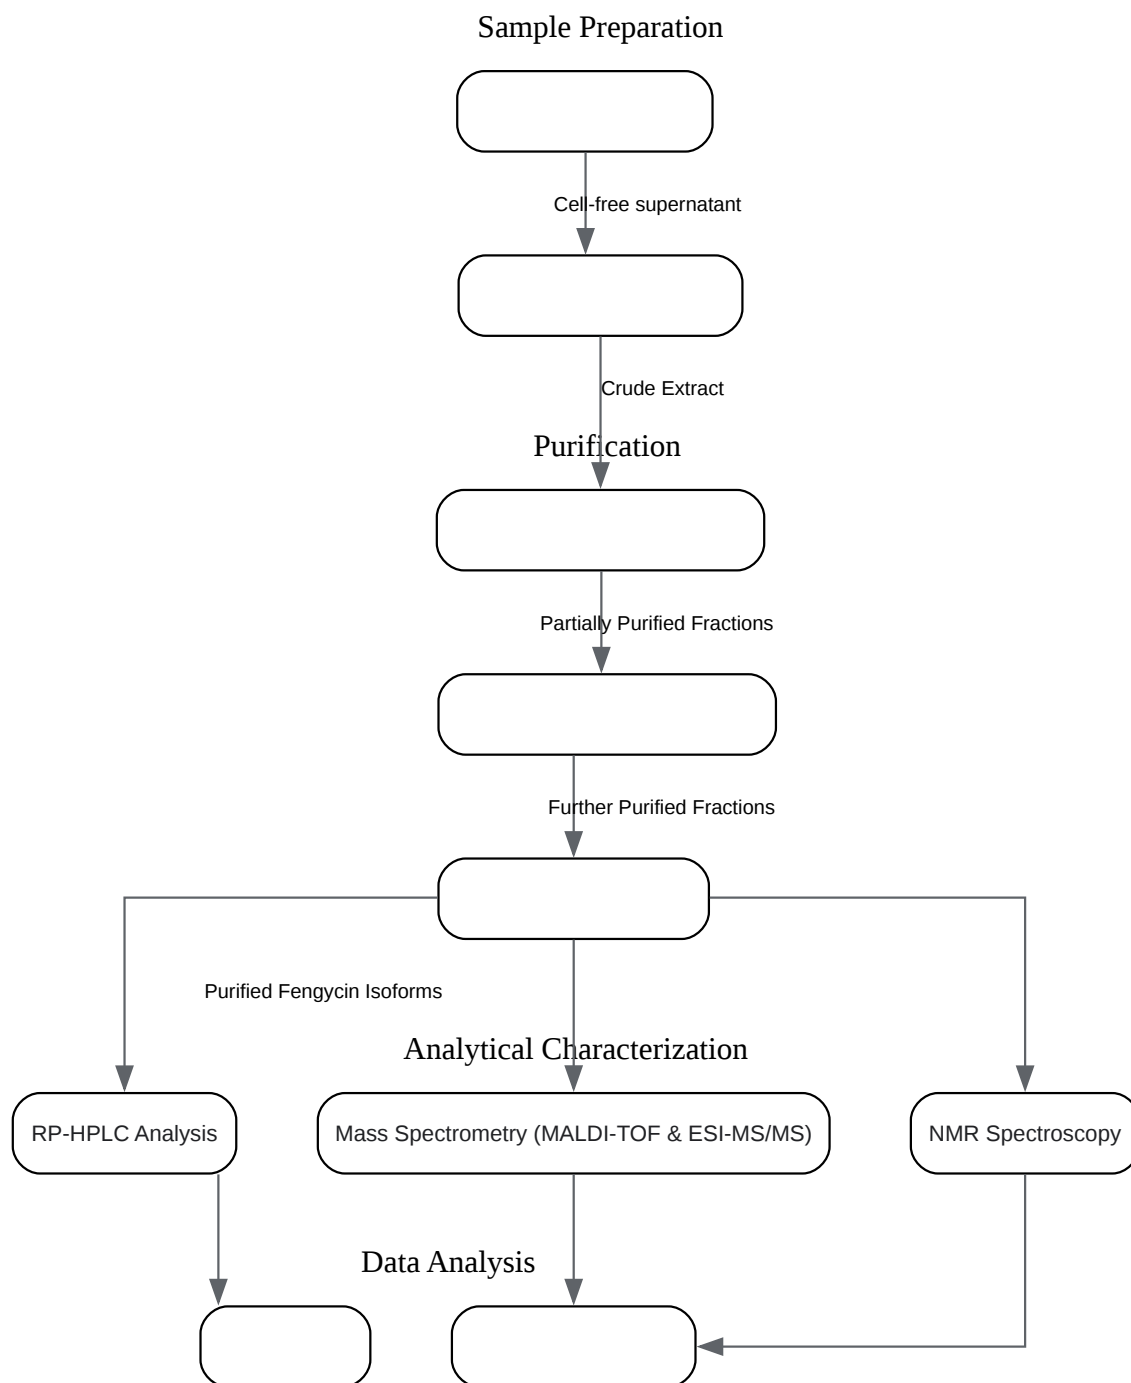 Sample Preparation
Cell-free supernatant
Crude Extract
Purification
Partially Purified Fractions
Further Purified Fractions
Purified Fengycin Isoforms
Analytical Characterization
RP-HPLC Analysis
Mass Spectrometry (MALDI-TOF & ESI-MS/MS)
NMR Spectroscopy
Data Analysis